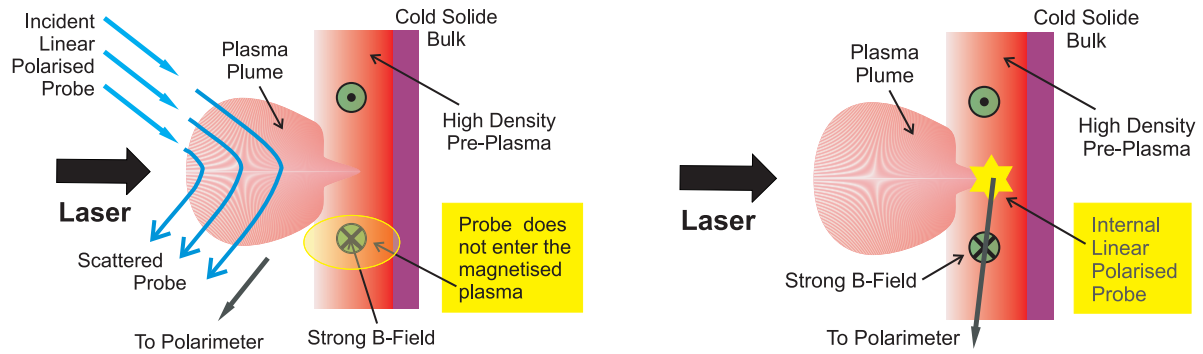 Incident
Linear
Polarised
Probe
Plasma
Plume
Cold Solide
Bulk
High Density
Pre-Plasma
Laser
Scattered
Probe
To Polarimeter
Strong B-Field
Probe does
not enter the
magnetised
plasma
Cold Solide
Bulk
Plasma
Plume
High Density
Pre-Plasma
Laser
Strong B-Field
Internal
Linear
Polarised
Probe
To Polarimeter